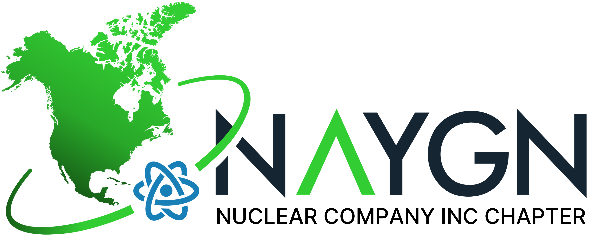 NAYGN
NUCLEAR COMPANY INC CHAPTER